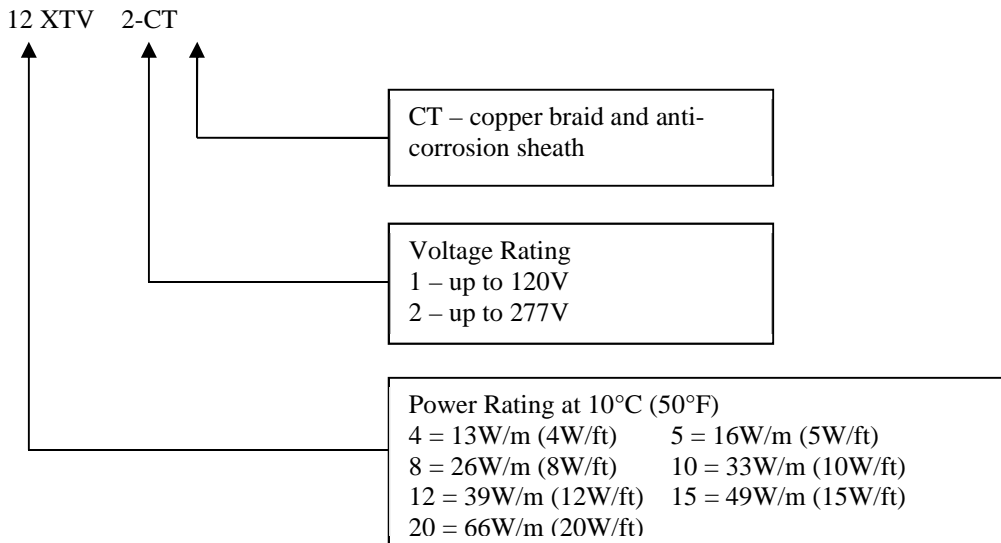 12 XTV 2-CT
CT – copper braid and anti-
corrosion sheath
Voltage Rating
1 – up to 120V
2 – up to 277V
Power Rating at 10°C (50°F)
4 = 13W/m (4W/ft) 5 = 16W/m (5W/ft)
8 = 26W/m (8W/ft) 10 = 33W/m (10W/ft)
12 = 39W/m (12W/ft) 15 = 49W/m (15W/ft)
20 = 66W/m (20W/ft)